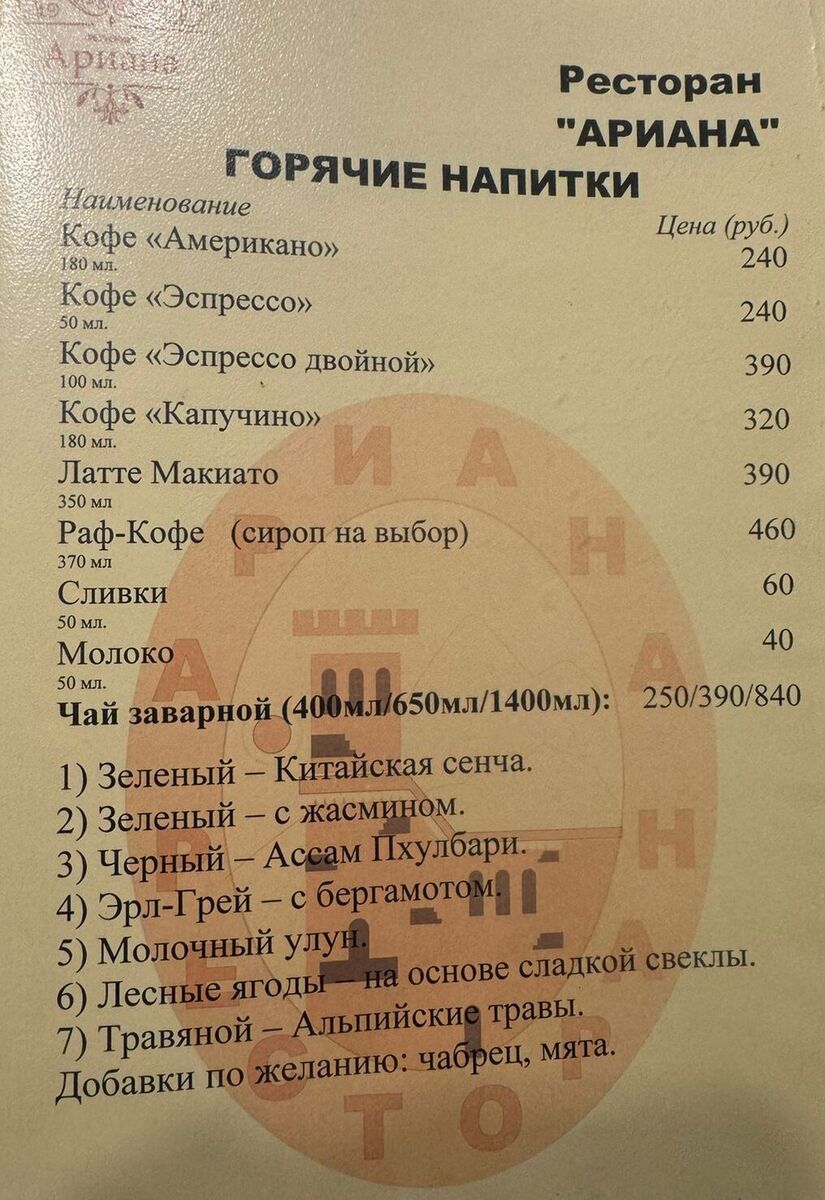 Ариана
Ресторан
"АРИАНА"
ГОРЯЧИЕ НАПИТКИ
Наименование
Цена (руб.)
Кофе «Американо» 240
180 мл.
Кофе «Эспрессо» 240
50 мл.
Кофе «Эспрессо двойной» 390
100 мл.
Кофе «Капучино» 320
180 мл.
Латте Макиато 390
350 мл
Раф-Кофе (сироп на выбор) 460
370 мл
Сливки 60
50 мл.
Молоко 40
50 мл.
Чай заварной (400мл/650мл/1400мл): 250/390/840
1) Зеленый – Китайская сенча.
2) Зеленый – с жасмином.
3) Черный – Ассам Пхулбари.
4) Эрл-Грей – с бергамотом.
5) Молочный улун.
6) Лесные ягоды – на основе сладкой свеклы.
7) Травяной – Альпийские травы.
Добавки по желанию: чабрец, мята.
АРИАНА
РЕСТОРАН